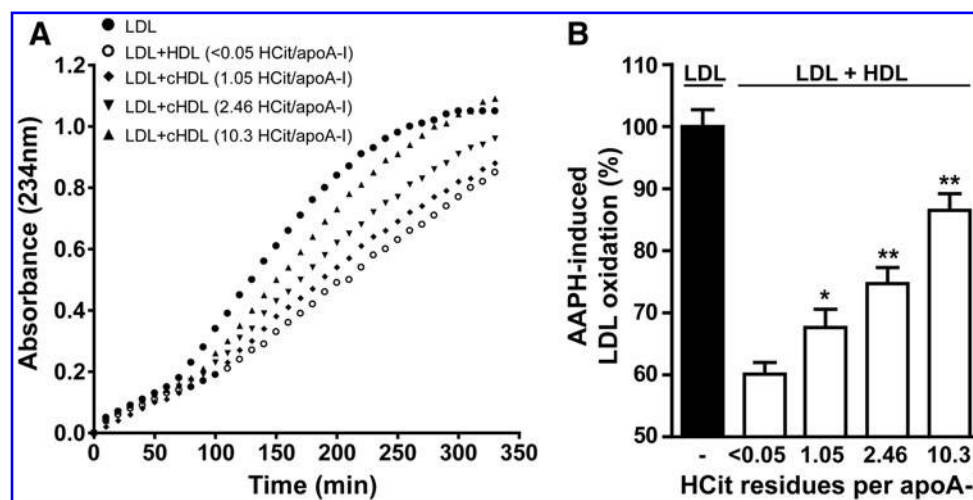 A
LDL
LDL+HDL (<0.05 HCit/apoA-I)
LDL+cHDL (1.05 HCit/apoA-I)
LDL+cHDL (2.46 HCit/apoA-I)
LDL+cHDL (10.3 HCit/apoA-I)
Absorbance (234nm)
1.2
1.0
0.8
0.6
0.4
0.2
0.0
0 50 100 150 200 250 300 350
Time (min)
B
LDL LDL + HDL
AAPH-induced
LDL oxidation (%)
110
100
90
80
70
60
50
* ** **
- <0.05 1.05 2.46 10.3
HCit residues per apoA-